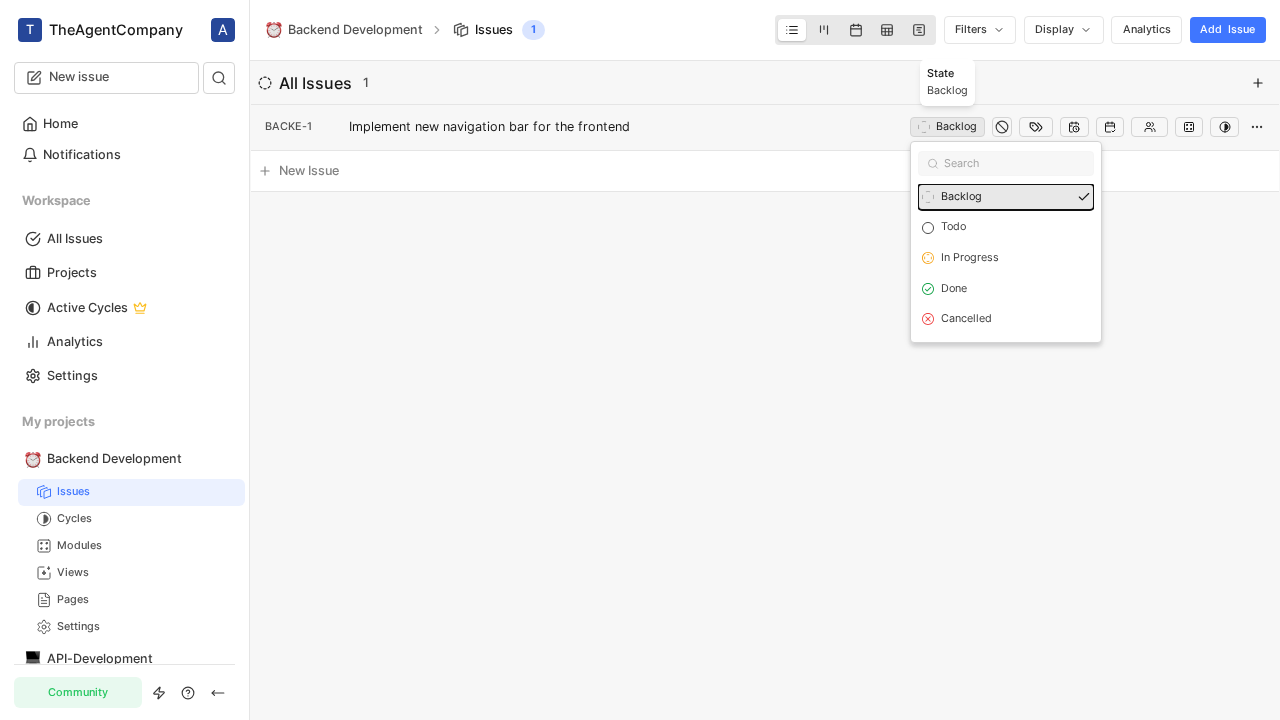 T TheAgentCompany A
New issue
Home
Notifications
Workspace
All Issues
Projects
Active Cycles
Analytics
Settings
My projects
Backend Development
Issues
Cycles
Modules
Views
Pages
Settings
API-Development
Community
Backend Development Issues 1
Filters Display Analytics Add Issue
All Issues 1
State
Backlog
BACKE-1 Implement new navigation bar for the frontend Backlog
New Issue
Search
Backlog
Todo
In Progress
Done
Cancelled